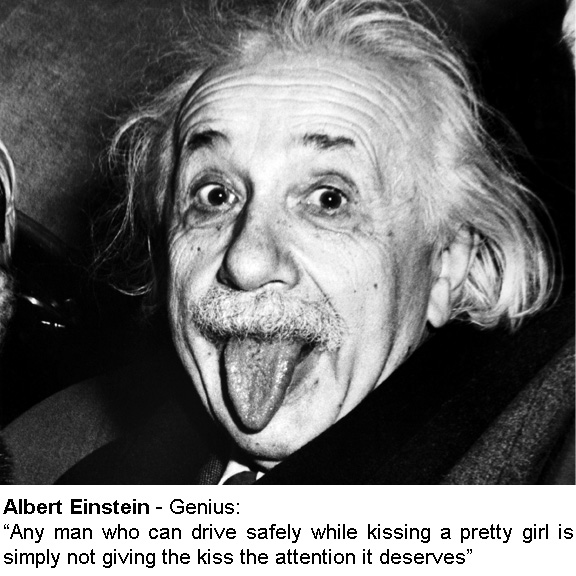 Albert Einstein - Genius:
“Any man who can drive safely while kissing a pretty girl is
simply not giving the kiss the attention it deserves”